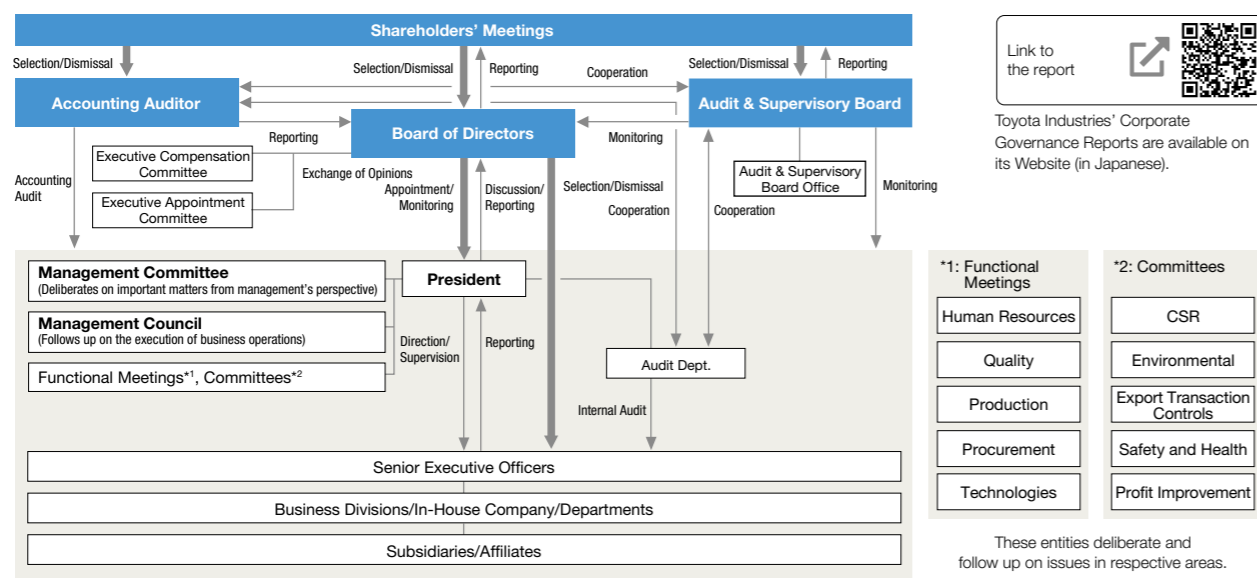 Shareholders' Meetings
Selection/Dismissal
Selection/Dismissal
Reporting
Cooperation
Selection/Dismissal
Reporting
Accounting Auditor
Board of Directors
Audit & Supervisory Board
Reporting
Monitoring
Executive Compensation
Committee
Executive Appointment
Committee
Exchange of Opinions
Accounting
Audit
Appointment/
Monitoring
Discussion/
Reporting
Selection/Dismissal
Cooperation
Cooperation
Audit & Supervisory
Board Office
Monitoring
Management Committee
(Deliberates on important matters from management's perspective)
President
Management Council
(Follows up on the execution of business operations)
Functional Meetings*1, Committees*2
Direction/
Supervision
Reporting
Audit Dept.
Internal Audit
Senior Executive Officers
Business Divisions/In-House Company/Departments
Subsidiaries/Affiliates
Link to
the report
Toyota Industries' Corporate
Governance Reports are available on
its Website (in Japanese).
*1: Functional
Meetings
Human Resources
Quality
Production
Procurement
Technologies
*2: Committees
CSR
Environmental
Export Transaction
Controls
Safety and Health
Profit Improvement
These entities deliberate and
follow up on issues in respective areas.